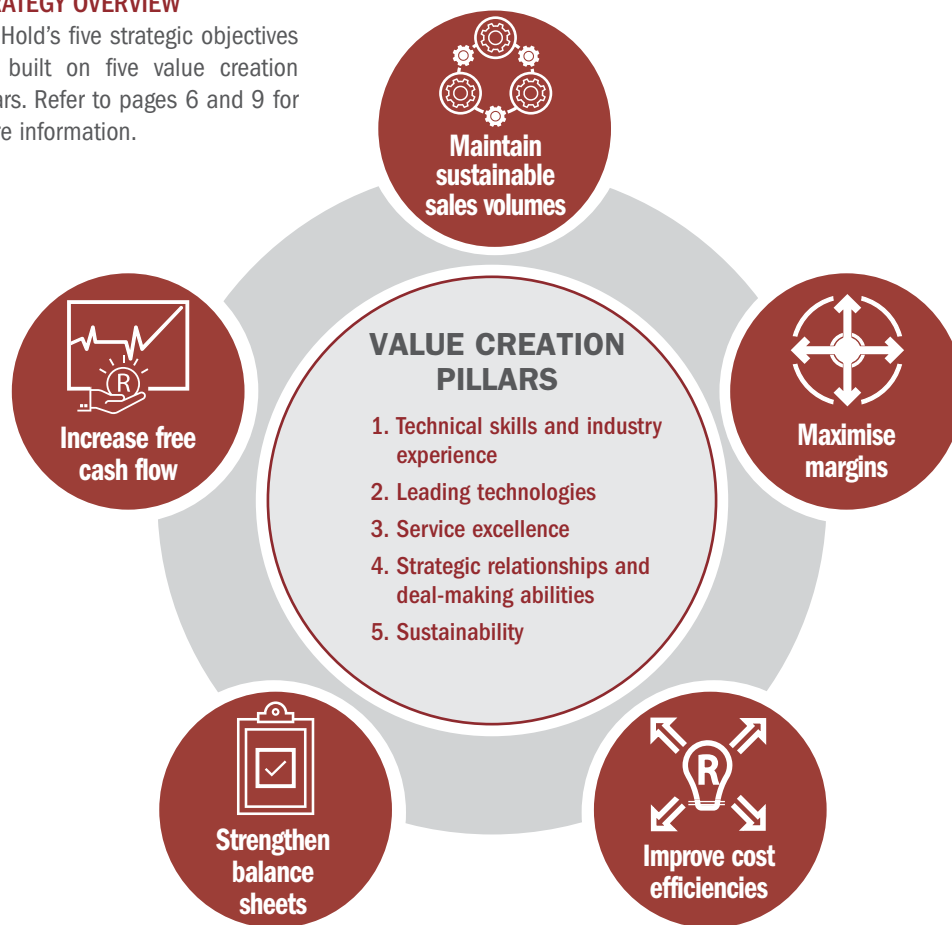 RATEGY OVERVIEW
Hold's five strategic objectives
built on five value creation
ars. Refer to pages 6 and 9 for
e information.
Maintain
sustainable
sales volumes
Maximise
margins
R
Improve cost
efficiencies
Strengthen
balance
sheets
R
Increase free
cash flow
VALUE CREATION
PILLARS
1. Technical skills and industry
experience
2. Leading technologies
3. Service excellence
4. Strategic relationships and
deal-making abilities
5. Sustainability